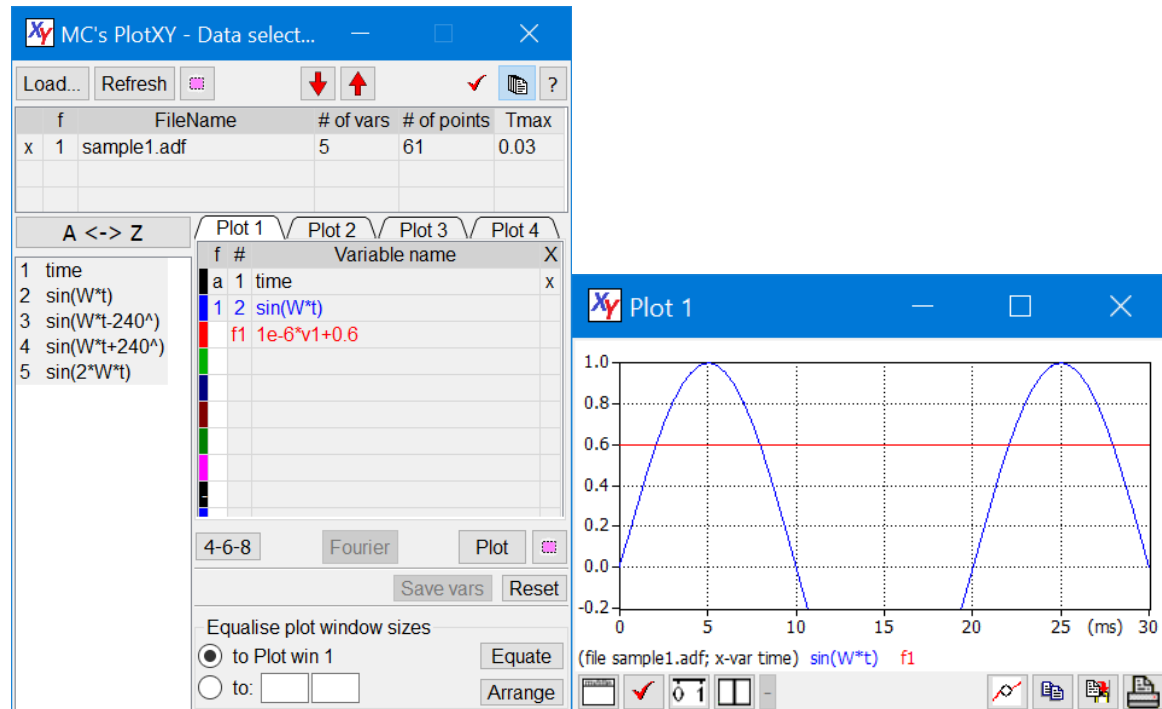 Xy MC's PlotXY - Data select...
Load... Refresh ?
f FileName # of vars # of points Tmax
x 1 sample1.adf 5 61 0.03
A <-> Z
Plot 1 Plot 2 Plot 3 Plot 4
1 time
2 sin(W*t)
3 sin(W*t-240^)
4 sin(W*t+240^)
5 sin(2*W*t)
f # Variable name X
a 1 time x
1 2 sin(W*t)
f1 1e-6*v1+0.6
4-6-8 Fourier Plot
Save vars Reset
Equalise plot window sizes
to Plot win 1 Equate
to: Arrange
Xy Plot 1
1.0
0.8
0.6
0.4
0.2
0.0
-0.2
0 5 10 15 20 25 (ms) 30
(file sample1.adf; x-var time) sin(W*t) f1
0 1